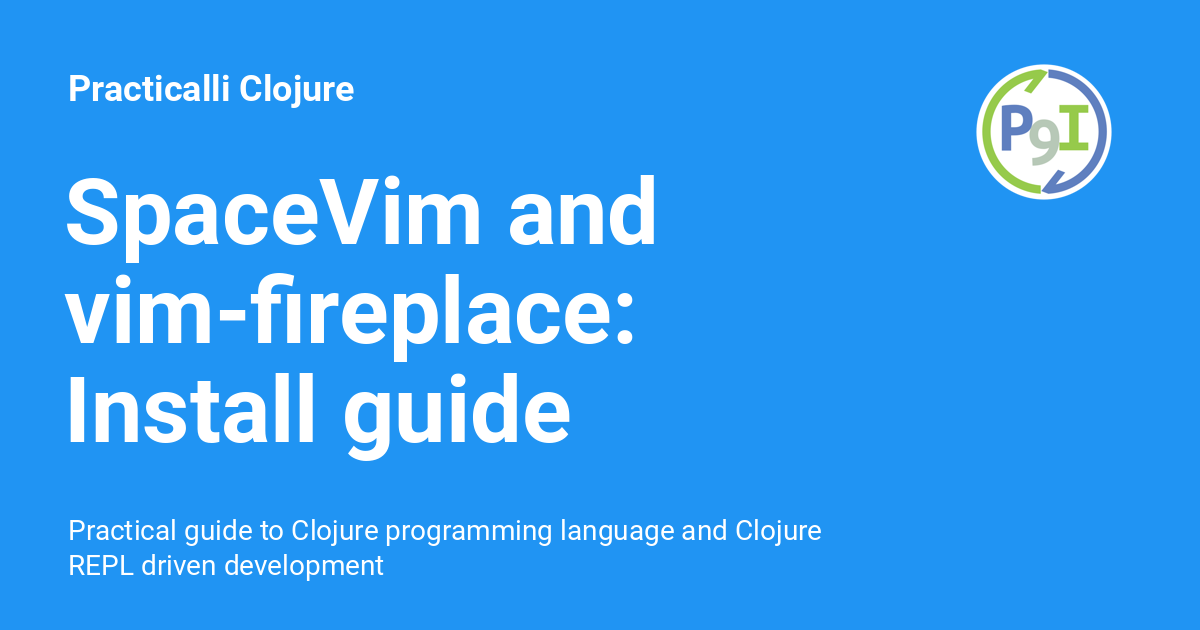 Practicalli Clojure
P9I
SpaceVim and
vim-fireplace:
Install guide
Practical guide to Clojure programming language and Clojure
REPL driven development